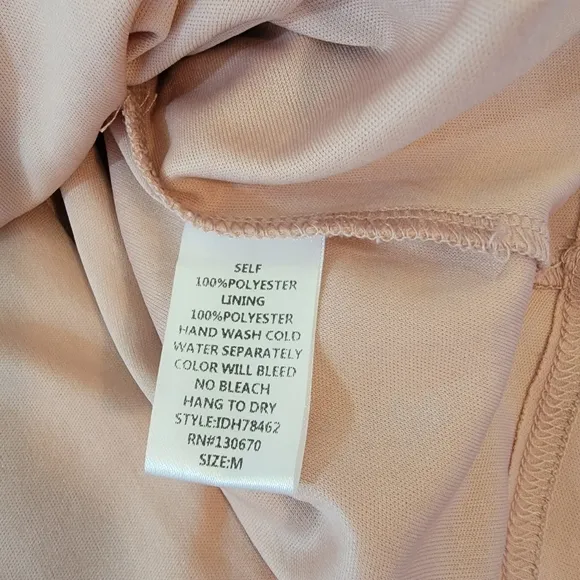 SELF
100%POLYESTER
LINING
100%POLYESTER
HAND WASH COLD
WATER SEPARATELY
COLOR WILL BLEED
NO BLEACH
HANG TO DRY
STYLE:IDH78462
RN#130670
SIZE:M